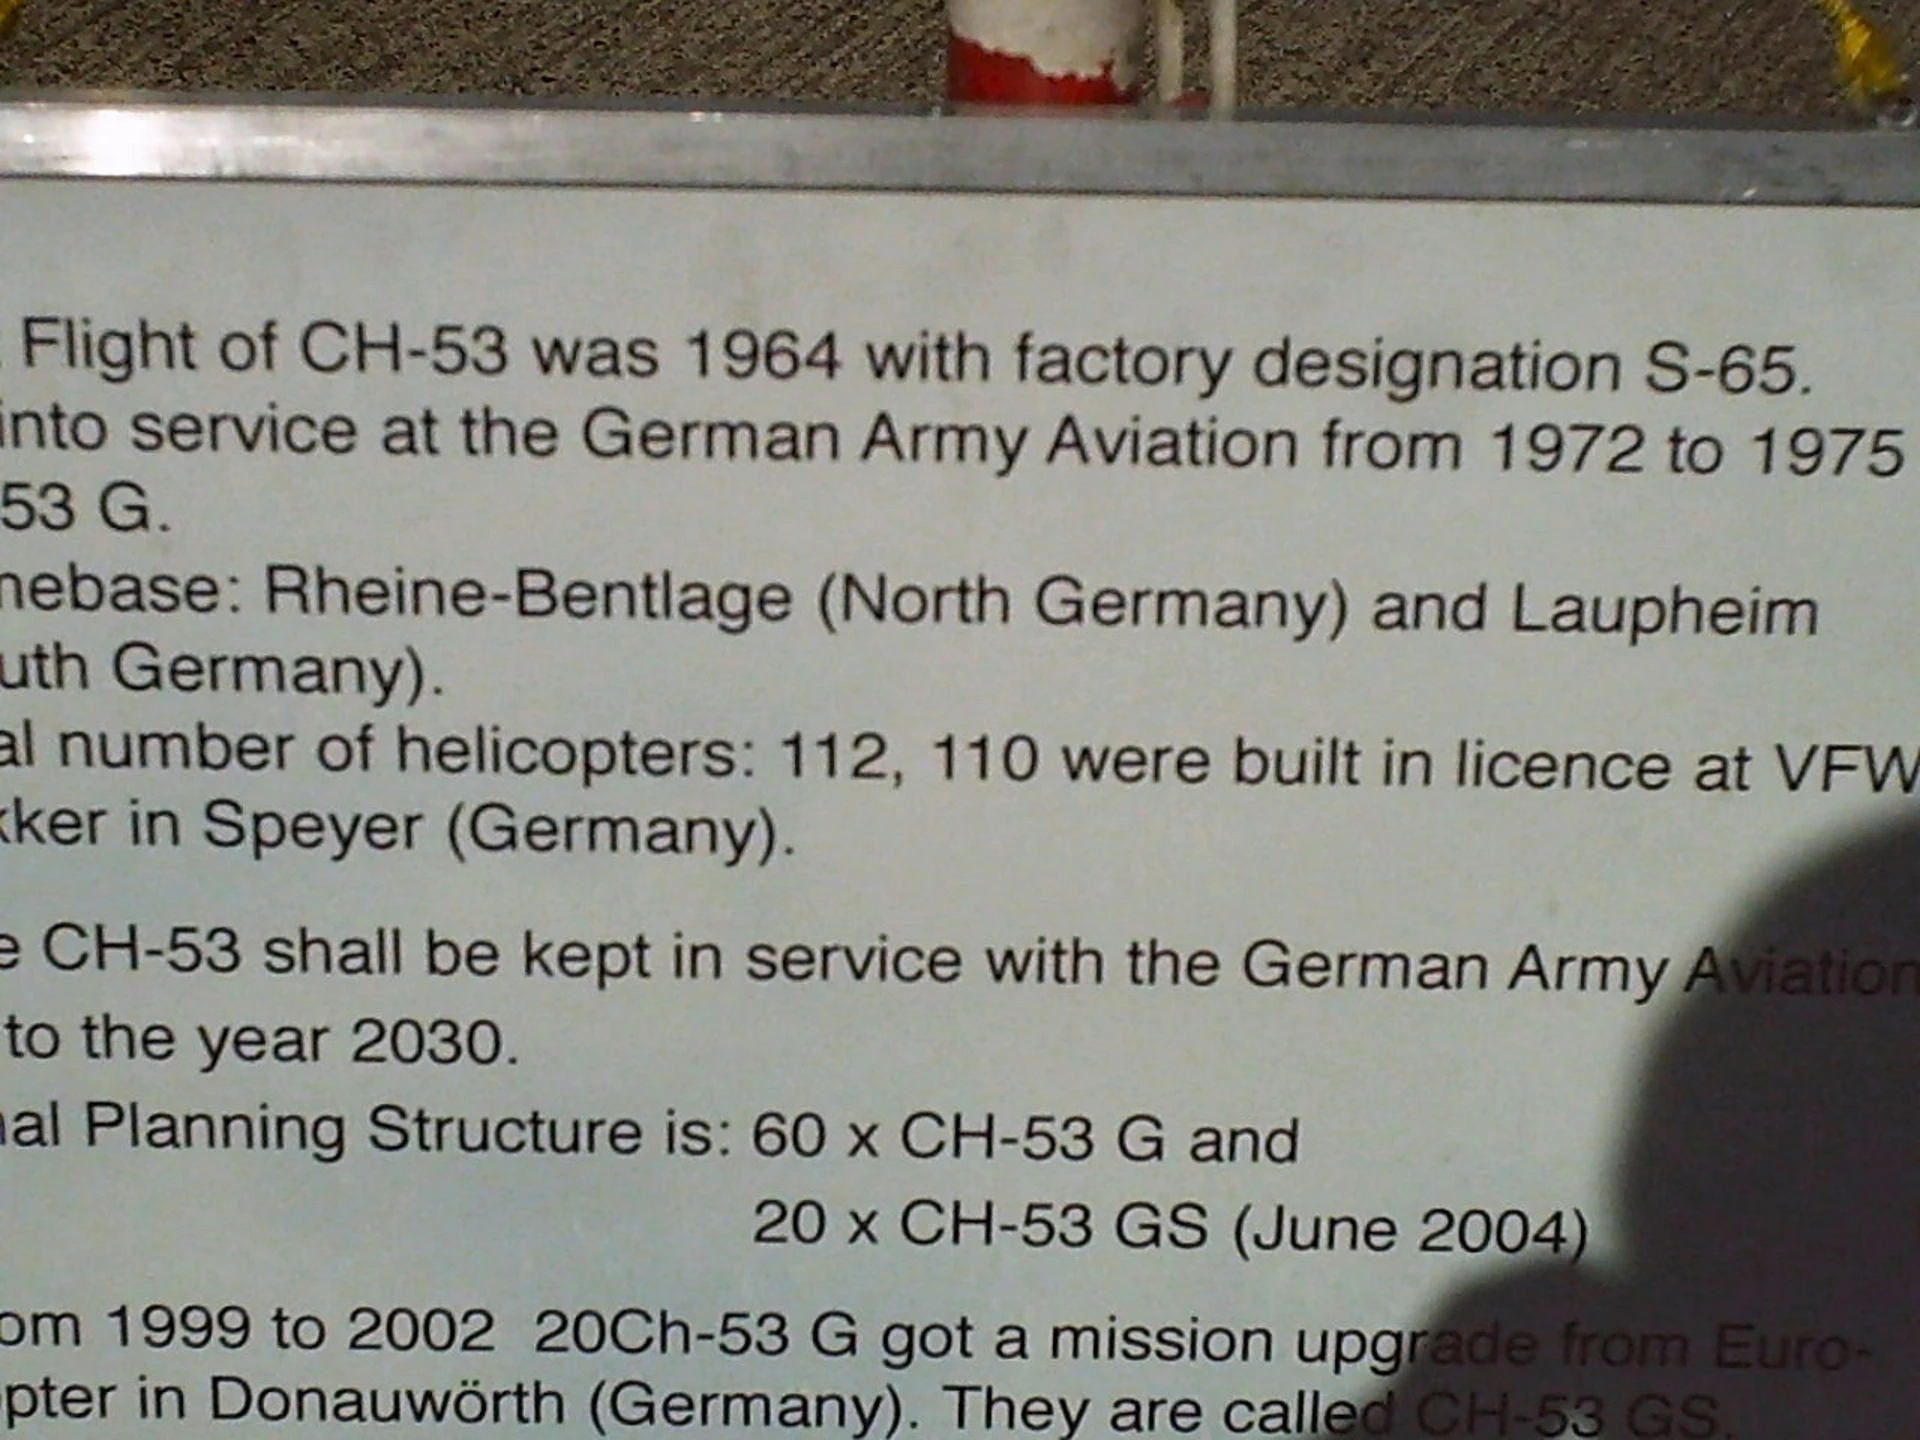 Flight of CH-53 was 1964 with factory designation S-65.
into service at the German Army Aviation from 1972 to 1975
53 G.
mebase: Rheine-Bentlage (North Germany) and Laupheim
uth Germany).
al number of helicopters: 112, 110 were built in licence at VFW
kker in Speyer (Germany).
e CH-53 shall be kept in service with the German Army Aviation
to the year 2030.
nal Planning Structure is: 60 x CH-53 G and
20 x CH-53 GS (June 2004)
om 1999 to 2002 20Ch-53 G got a mission upgrade from Euro-
pter in Donauwörth (Germany). They are called CH-53 GS.